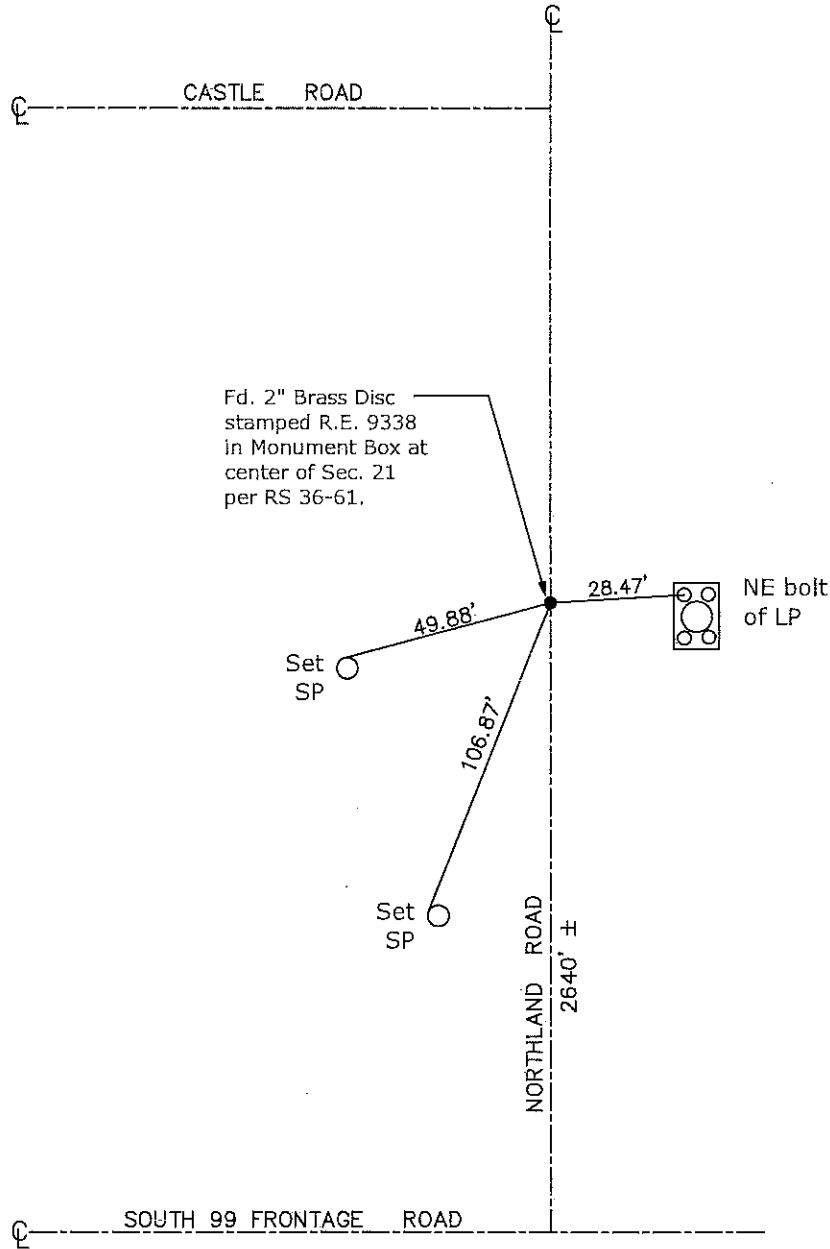 ℄
CASTLE ROAD
℄
Fd. 2" Brass Disc
stamped R.E. 9338
in Monument Box at
center of Sec. 21
per RS 36-61.
28.47'
NE bolt
of LP
49.88'
Set
SP
106.87'
Set
SP
NORTHLAND ROAD
2640' ±
SOUTH 99 FRONTAGE ROAD
℄